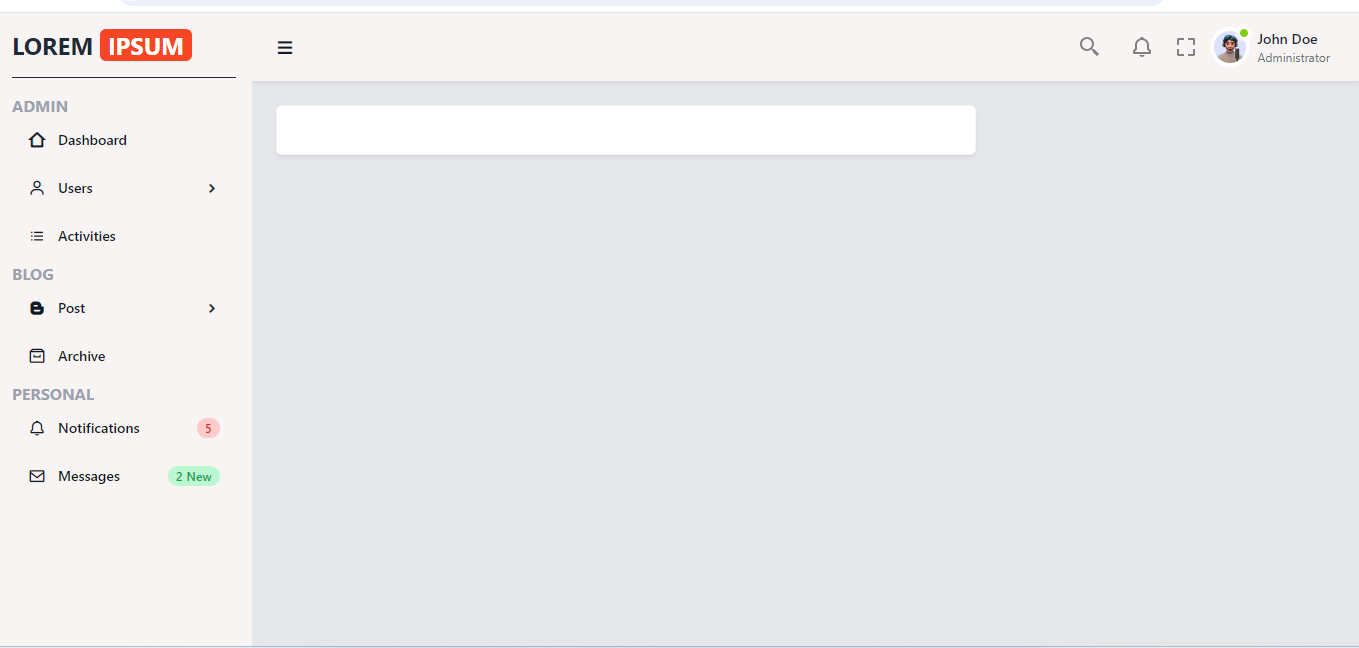 LOREM IPSUM
John Doe
Administrator
ADMIN
Dashboard
Users
Activities
BLOG
Post
Archive
PERSONAL
Notifications 5
Messages 2 New